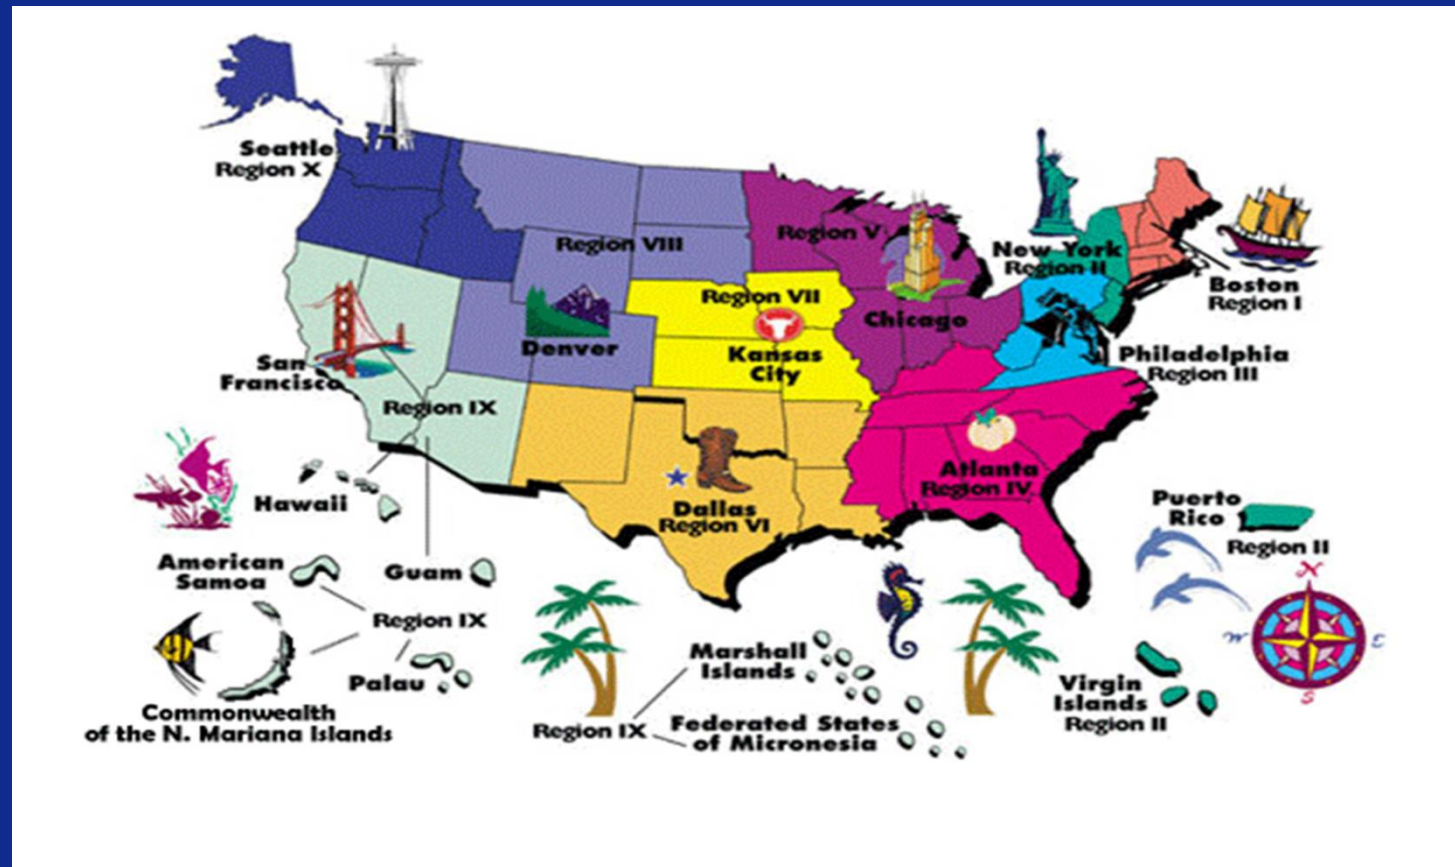 Seattle
Region X
Region VIII
Region V
New York
Region II
Boston
Region I
Region VII
Chicago
Denver
Kansas
City
Philadelphia
Region III
San
Francisco
Region IX
Atlanta
Region IV
Dallas
Region VI
Hawaii
Puerto
Rico
Region II
American
Samoa
Guam
Region IX
Palau
Commonwealth
of the N. Mariana Islands
Marshall
Islands
Region IX
Federated States
of Micronesia
Virgin
Islands
Region II
N
W
E
S